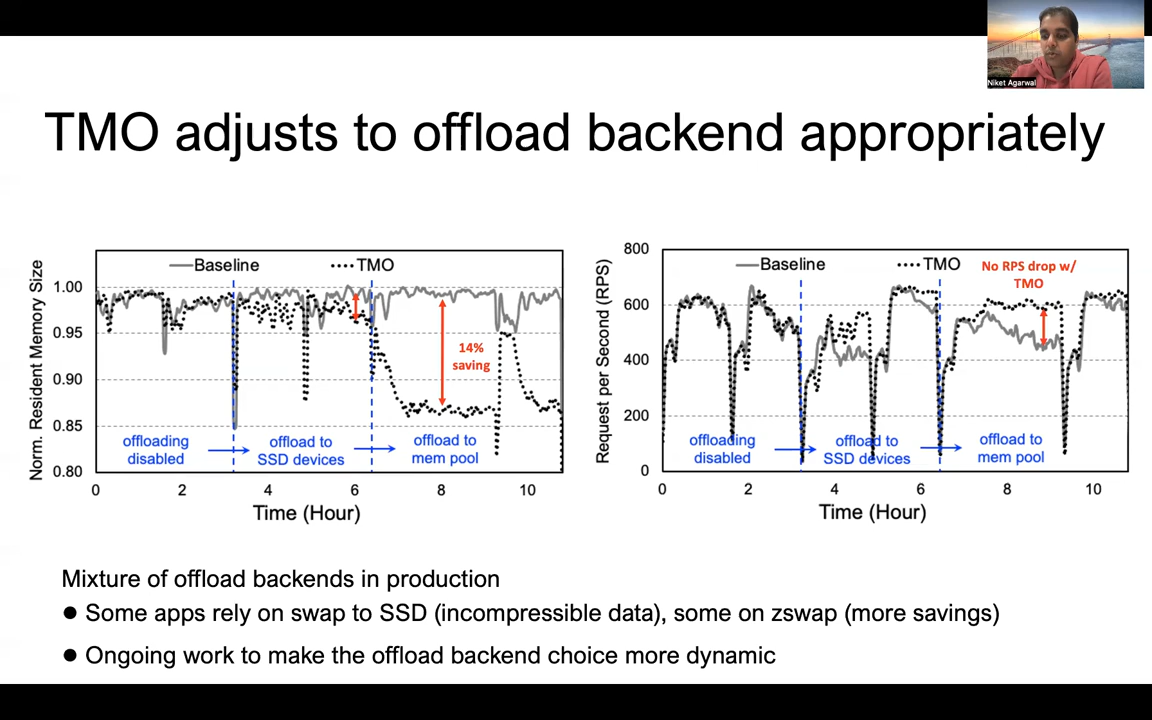 Niket Agarwal
TMO adjusts to offload backend appropriately
Baseline
TMO
Norm. Resident Memory Size
1.00
0.95
0.90
0.85
0.80
14%
saving
offloading
disabled
offload to
SSD devices
offload to
mem pool
0 2 4 6 8 10
Time (Hour)
Baseline
TMO
No RPS drop w/
TMO
Request per Second (RPS)
800
600
400
200
0
offloading
disabled
offload to
SSD devices
offload to
mem pool
0 2 4 6 8 10
Time (Hour)
Mixture of offload backends in production
● Some apps rely on swap to SSD (incompressible data), some on zswap (more savings)
● Ongoing work to make the offload backend choice more dynamic